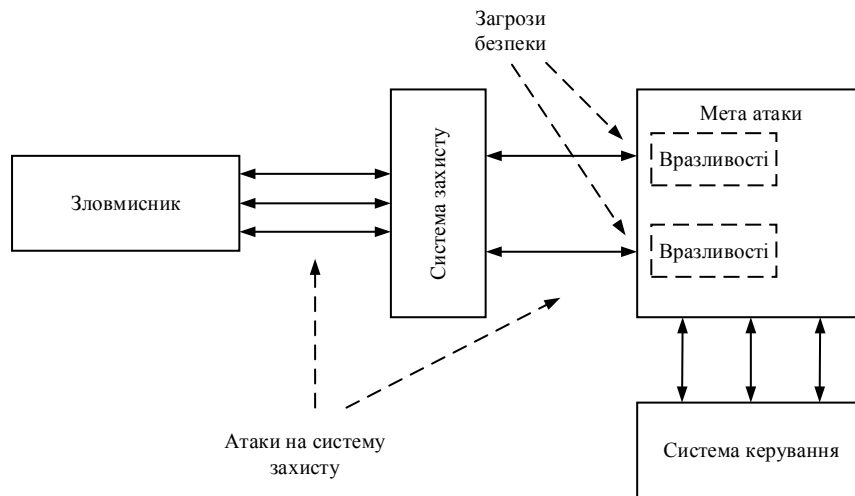 Загрози
безпеки
Мета атаки
Вразливості
Зловмисник
Система захисту
Вразливості
Атаки на систему
захисту
Система керування